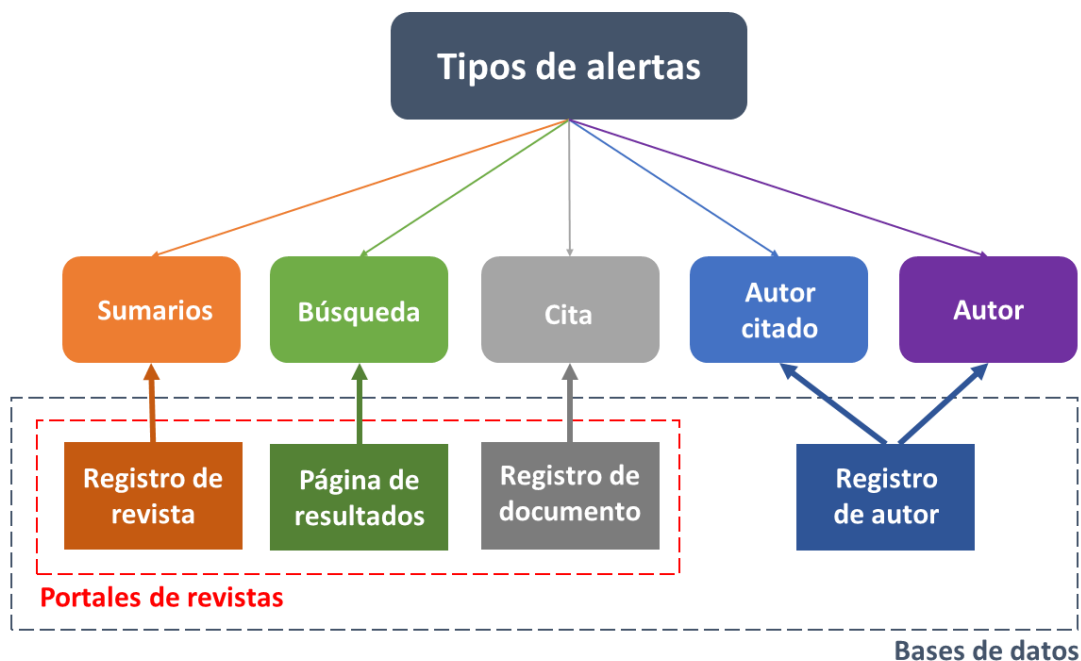 Tipos de alertas
Sumarios
Búsqueda
Cita
Autor
citado
Autor
Registro de
revista
Página de
resultados
Registro de
documento
Registro
de autor
Portales de revistas
Bases de datos